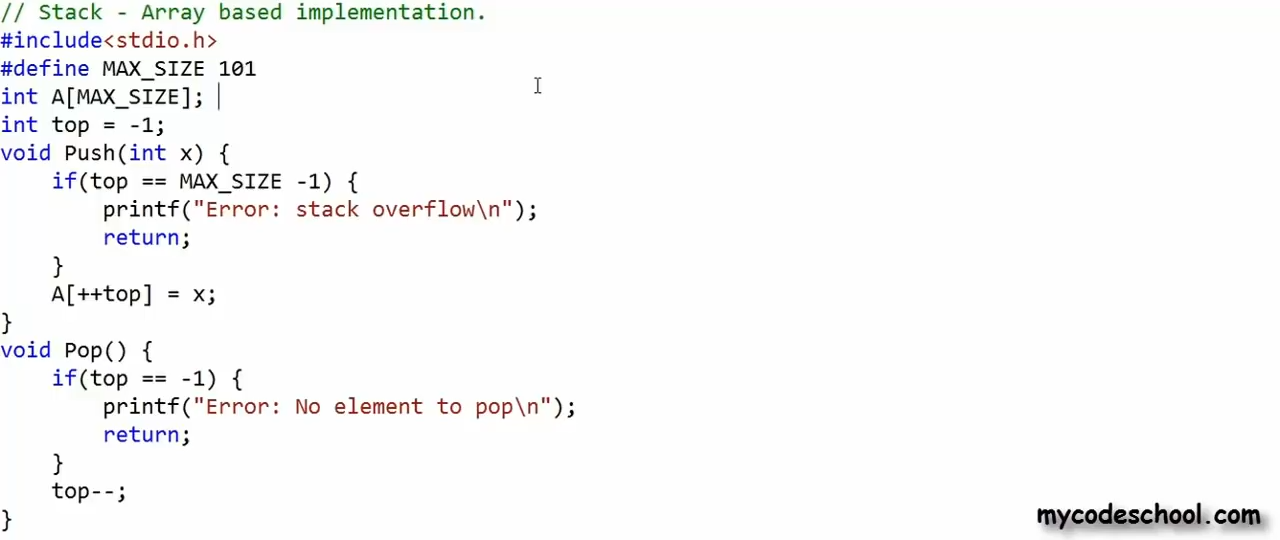 // Stack - Array based implementation.
#include<stdio.h>
#define MAX_SIZE 101
int A[MAX_SIZE];
int top = -1;
void Push(int x) {
    if(top == MAX_SIZE -1) {
        printf("Error: stack overflow\n");
        return;
    }
    A[++top] = x;
}
void Pop() {
    if(top == -1) {
        printf("Error: No element to pop\n");
        return;
    }
    top--;
}
mycodeschool.com